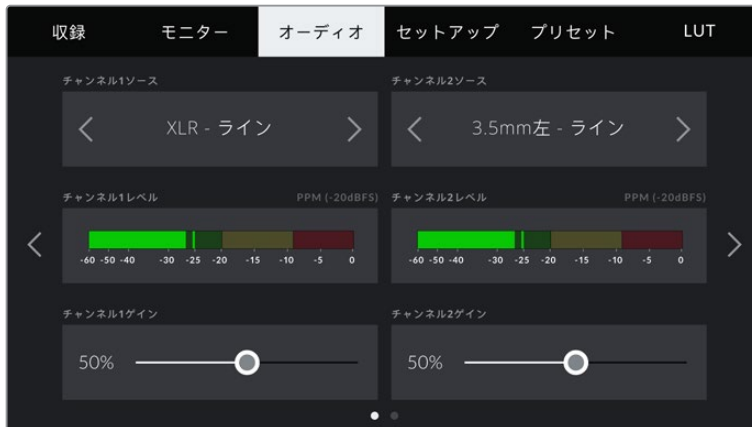 収録 モニター オーディオ セットアップ プリセット LUT
チャンネル1ソース チャンネル2ソース
XLR - ライン 3.5mm左 - ライン
チャンネル1レベル PPM (-20dBFS) チャンネル2レベル PPM (-20dBFS)
-60 -50 -40 -30 -25 -20 -15 -10 -5 0 -60 -50 -40 -30 -25 -20 -15 -10 -5 0
チャンネル1ゲイン チャンネル2ゲイン
50% 50%